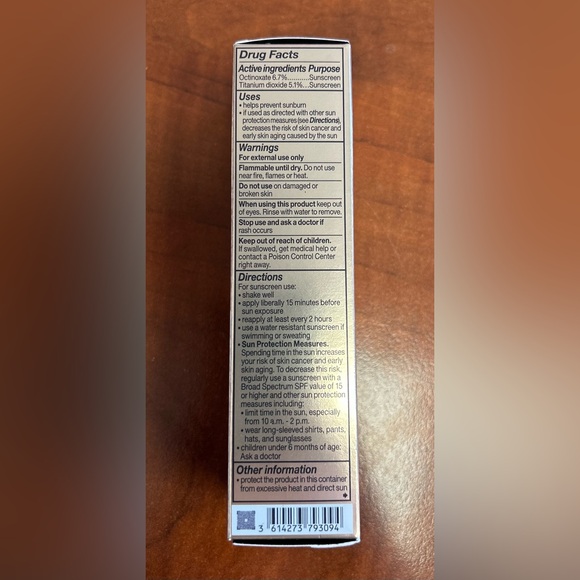 Drug Facts
Active ingredients Purpose
Octinoxate 6.7%..........Sunscreen
Titanium dioxide 5.1%...Sunscreen
Uses
• helps prevent sunburn
• if used as directed with other sun
protection measures (see Directions),
decreases the risk of skin cancer and
early skin aging caused by the sun
Warnings
For external use only
Flammable until dry. Do not use
near fire, flames or heat.
Do not use on damaged or
broken skin
When using this product keep out
of eyes. Rinse with water to remove.
Stop use and ask a doctor if
rash occurs
Keep out of reach of children.
If swallowed, get medical help or
contact a Poison Control Center
right away.
Directions
For sunscreen use:
• shake well
• apply liberally 15 minutes before
sun exposure
• reapply at least every 2 hours
• use a water resistant sunscreen if
swimming or sweating
• Sun Protection Measures.
Spending time in the sun increases
your risk of skin cancer and early
skin aging. To decrease this risk,
regularly use a sunscreen with a
Broad Spectrum SPF value of 15
or higher and other sun protection
measures including:
• limit time in the sun, especially
from 10 a.m. - 2 p.m.
• wear long-sleeved shirts, pants,
hats, and sunglasses
• children under 6 months of age:
Ask a doctor
Other information
• protect the product in this container
from excessive heat and direct sun
3 614273 793094